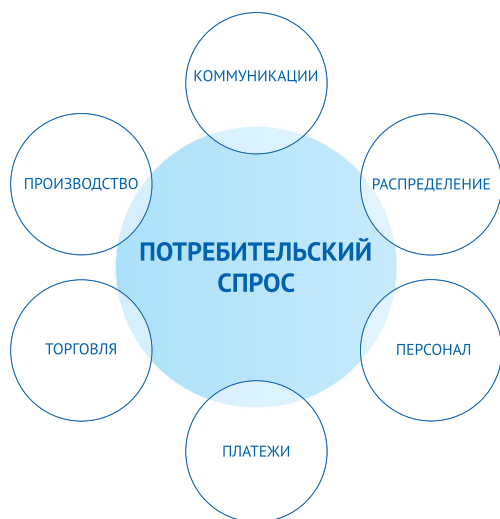 КОММУНИКАЦИИ
ПРОИЗВОДСТВО
РАСПРЕДЕЛЕНИЕ
ПОТРЕБИТЕЛЬСКИЙ
СПРОС
ТОРГОВЛЯ
ПЕРСОНАЛ
ПЛАТЕЖИ